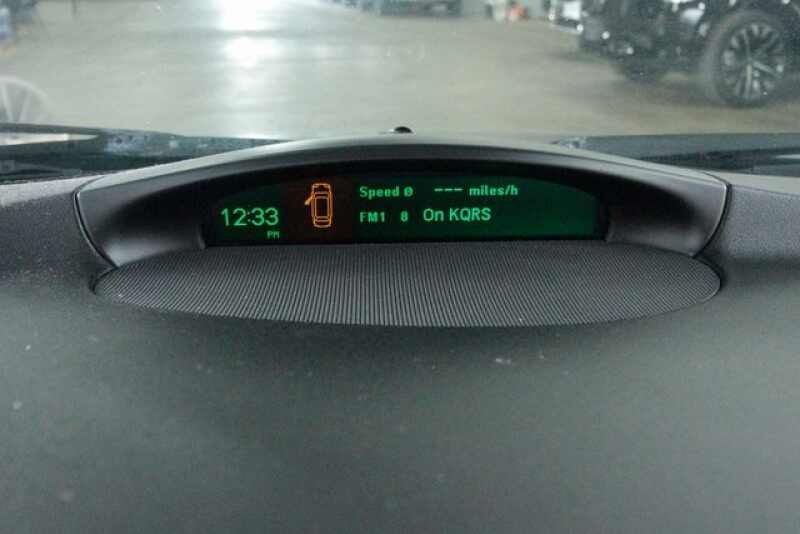 12:33
PM
Speed ø --- miles/h
FM1 8 On KQRS